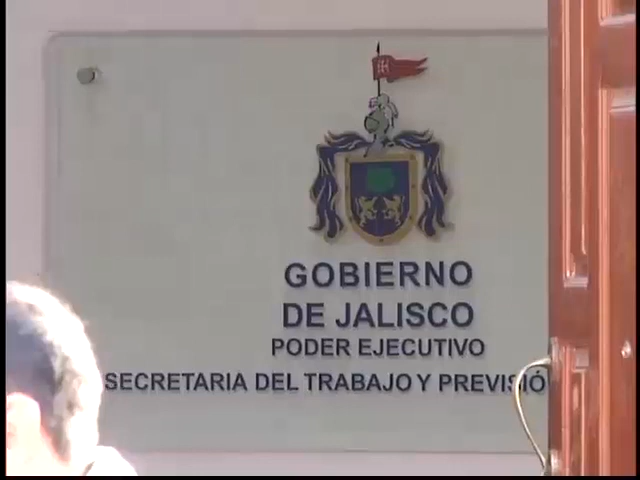 GOBIERNO
DE JALISCO
PODER EJECUTIVO
SECRETARIA DEL TRABAJO Y PREVISIÓ